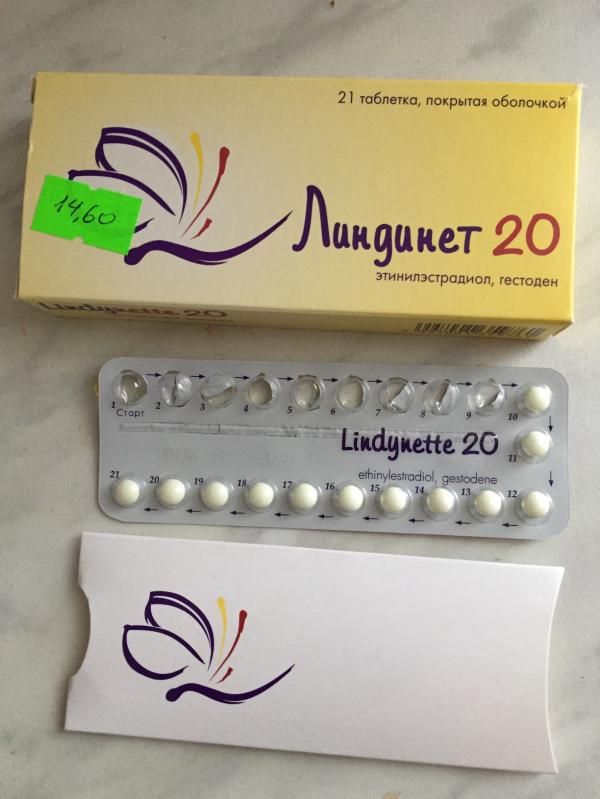 21 таблетка, покрытая оболочкой
14,60
Линдинет 20
этинилэстрадиол, гестоден
Lindynette 20
1 2 3 4 5 6 7 8 9 10
Старт
Lindynette 20
11
ethinylestradiol, gestodene
21 20 19 18 17 16 15 14 13 12